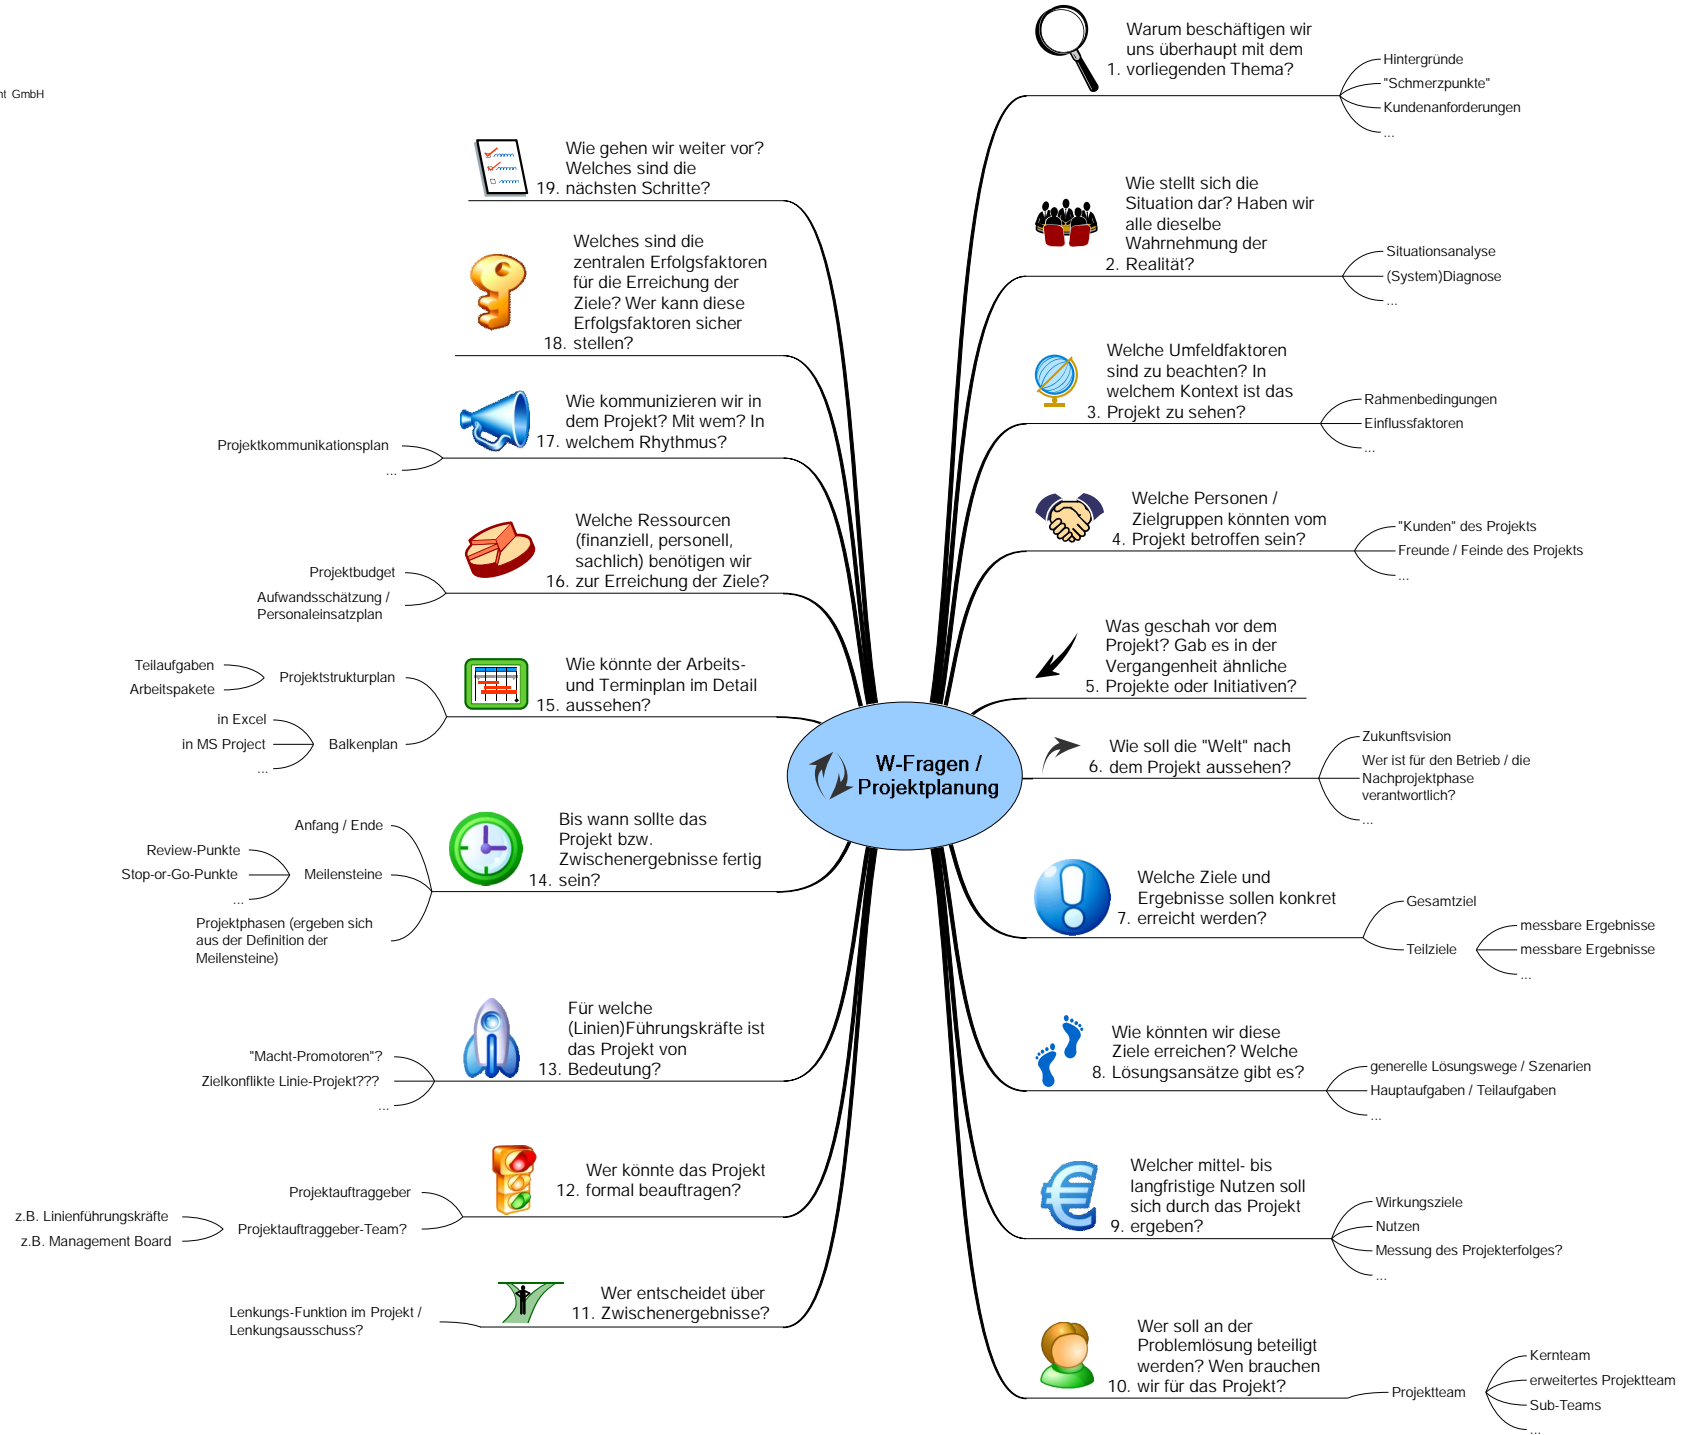 GmbH
W-Fragen /
Projektplanung
Warum beschäftigen wir
uns überhaupt mit dem
1. vorliegenden Thema?
Hintergründe
"Schmerzpunkte"
Kundenanforderungen
...
Wie stellt sich die
Situation dar? Haben wir
alle dieselbe
Wahrnehmung der
2. Realität?
Situationsanalyse
(System)Diagnose
...
Welche Umfeldfaktoren
sind zu beachten? In
welchem Kontext ist das
3. Projekt zu sehen?
Rahmenbedingungen
Einflussfaktoren
...
Welche Personen /
Zielgruppen könnten vom
4. Projekt betroffen sein?
"Kunden" des Projekts
Freunde / Feinde des Projekts
...
Was geschah vor dem
Projekt? Gab es in der
Vergangenheit ähnliche
5. Projekte oder Initiativen?
Wie soll die "Welt" nach
6. dem Projekt aussehen?
Zukunftsvision
Wer ist für den Betrieb / die
Nachprojektphase
verantwortlich?
...
Welche Ziele und
Ergebnisse sollen konkret
7. erreicht werden?
Gesamtziel
Teilziele
messbare Ergebnisse
messbare Ergebnisse
...
Wie könnten wir diese
Ziele erreichen? Welche
8. Lösungsansätze gibt es?
generelle Lösungswege / Szenarien
Hauptaufgaben / Teilaufgaben
...
Welcher mittel- bis
langfristige Nutzen soll
sich durch das Projekt
9. ergeben?
Wirkungsziele
Nutzen
Messung des Projekterfolges?
...
Wer soll an der
Problemlösung beteiligt
werden? Wen brauchen
10. wir für das Projekt?
Projektteam
Kernteam
erweitertes Projektteam
Sub-Teams
...
Wer entscheidet über
11. Zwischenergebnisse?
Lenkungs-Funktion im Projekt /
Lenkungsausschuss?
Wer könnte das Projekt
12. formal beauftragen?
Projektauftraggeber
Projektauftraggeber-Team?
z.B. Linienführungskräfte
z.B. Management Board
Für welche
(Linien)Führungskräfte ist
das Projekt von
13. Bedeutung?
"Macht-Promotoren"?
Zielkonflikte Linie-Projekt???
...
Bis wann sollte das
Projekt bzw.
Zwischenergebnisse fertig
14. sein?
Anfang / Ende
Meilensteine
Review-Punkte
Stop-or-Go-Punkte
...
Projektphasen (ergeben sich
aus der Definition der
Meilensteine)
Wie könnte der Arbeits-
und Terminplan im Detail
15. aussehen?
Projektstrukturplan
Teilaufgaben
Arbeitspakete
Balkenplan
in Excel
in MS Project
...
Welche Ressourcen
(finanziell, personell,
sachlich) benötigen wir
16. zur Erreichung der Ziele?
Projektbudget
Aufwandsschätzung /
Personaleinsatzplan
Wie kommunizieren wir in
dem Projekt? Mit wem? In
17. welchem Rhythmus?
Projektkommunikationsplan
...
Welches sind die
zentralen Erfolgsfaktoren
für die Erreichung der
Ziele? Wer kann diese
Erfolgsfaktoren sicher
18. stellen?
Wie gehen wir weiter vor?
Welches sind die
19. nächsten Schritte?